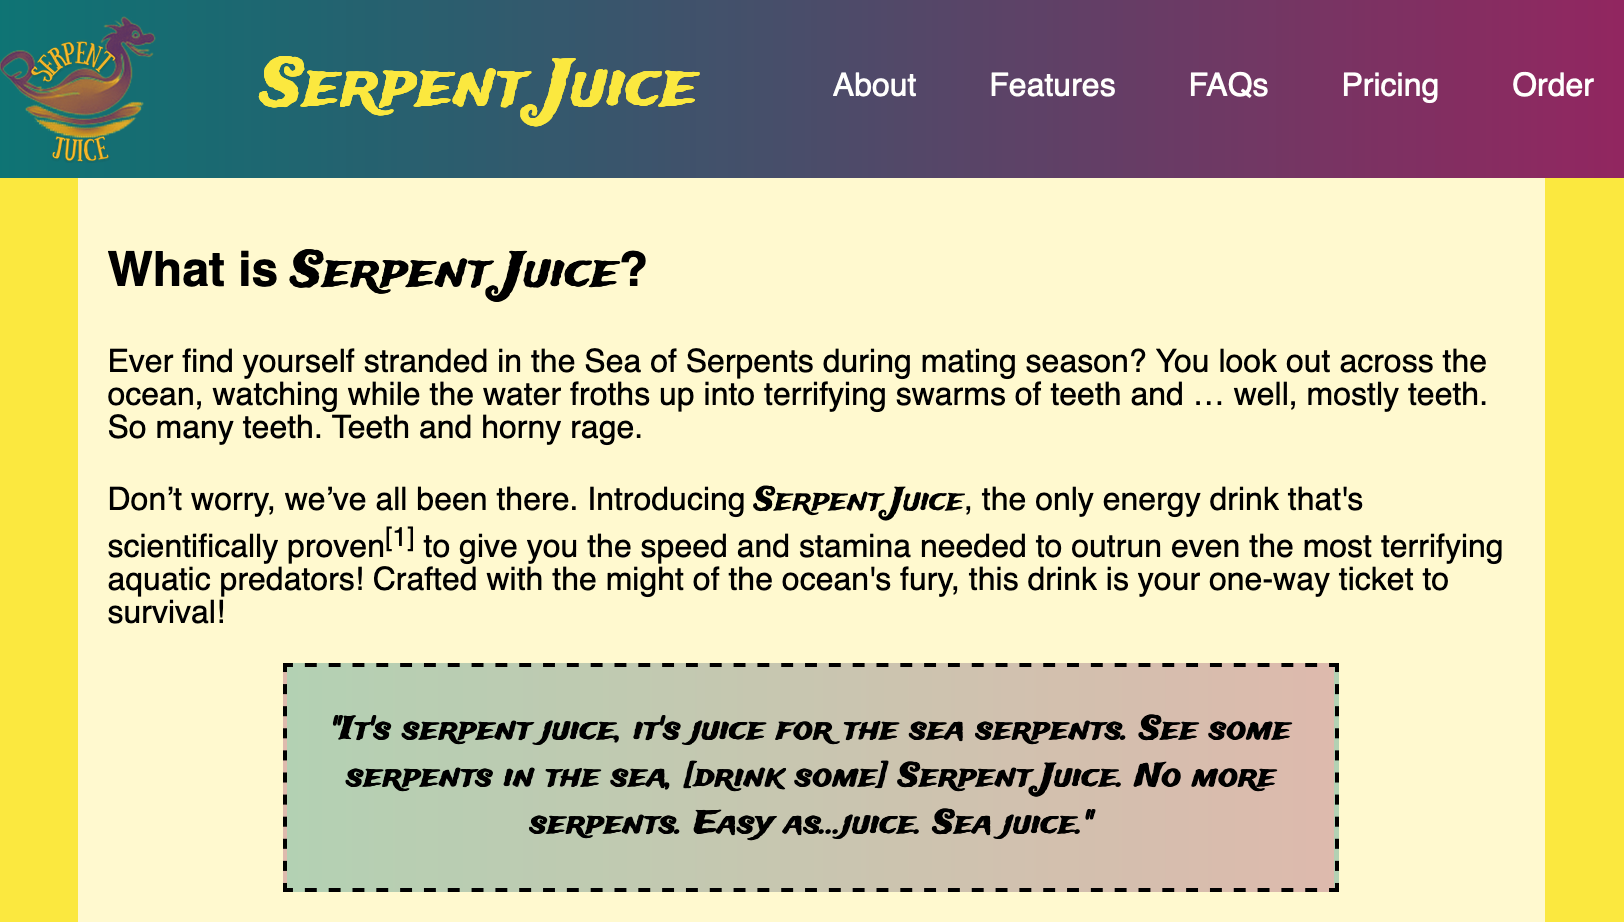 SERPENT
JUICE
SERPENT JUICE
About Features FAQs Pricing Order
What is SERPENT JUICE?
Ever find yourself stranded in the Sea of Serpents during mating season? You look out across the
ocean, watching while the water froths up into terrifying swarms of teeth and … well, mostly teeth.
So many teeth. Teeth and horny rage.
Don’t worry, we’ve all been there. Introducing SERPENT JUICE, the only energy drink that's
scientifically proven[1] to give you the speed and stamina needed to outrun even the most terrifying
aquatic predators! Crafted with the might of the ocean's fury, this drink is your one-way ticket to
survival!
"It's serpent juice, it's juice for the sea serpents. See some
serpents in the sea, [drink some] Serpent Juice. No more
serpents. Easy as...juice. Sea juice."